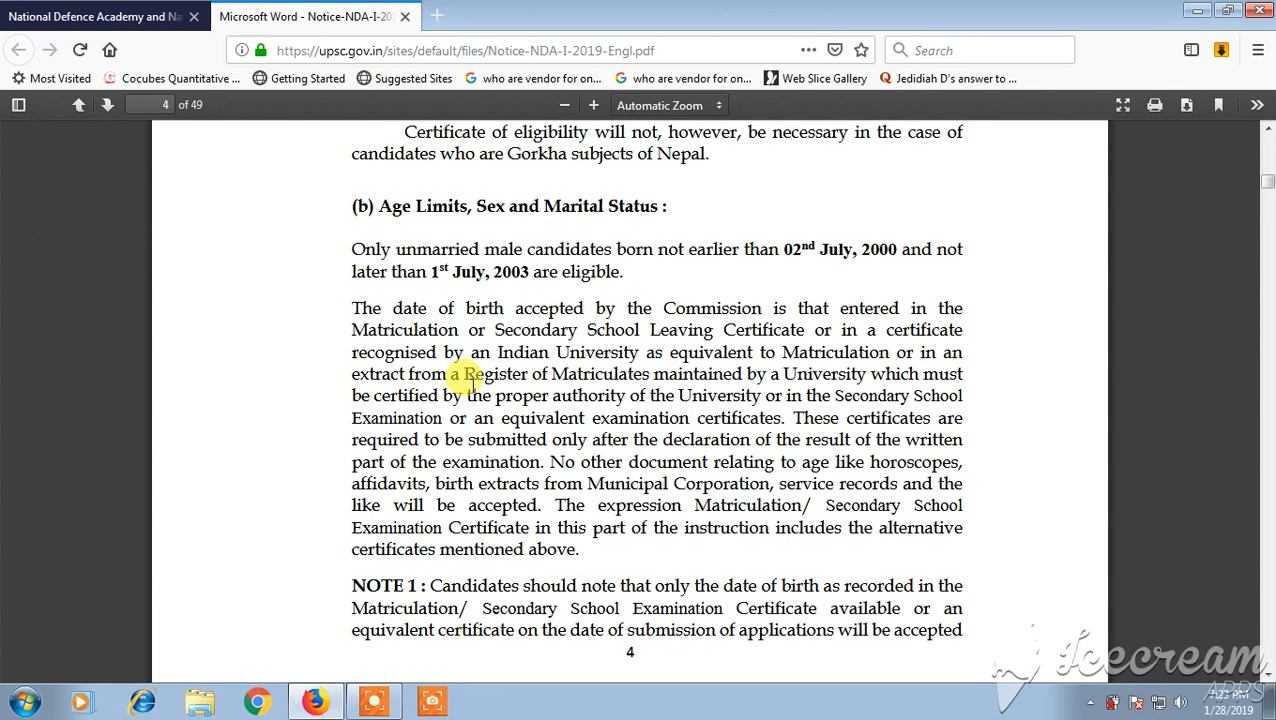 National Defence Academy and Na
Microsoft Word - Notice-NDA-I-20
https://upsc.gov.in/sites/default/files/Notice-NDA-I-2019-Engl.pdf
Search
Most Visited
Cocubes Quantitative ...
Getting Started
Suggested Sites
who are vendor for on...
who are vendor for on...
Web Slice Gallery
Jedidiah D's answer to ...
4 of 49
Automatic Zoom
Certificate of eligibility will not, however, be necessary in the case of
candidates who are Gorkha subjects of Nepal.
(b) Age Limits, Sex and Marital Status :
Only unmarried male candidates born not earlier than 02nd July, 2000 and not
later than 1st July, 2003 are eligible.
The date of birth accepted by the Commission is that entered in the
Matriculation or Secondary School Leaving Certificate or in a certificate
recognised by an Indian University as equivalent to Matriculation or in an
extract from a Register of Matriculates maintained by a University which must
be certified by the proper authority of the University or in the Secondary School
Examination or an equivalent examination certificates. These certificates are
required to be submitted only after the declaration of the result of the written
part of the examination. No other document relating to age like horoscopes,
affidavits, birth extracts from Municipal Corporation, service records and the
like will be accepted. The expression Matriculation/ Secondary School
Examination Certificate in this part of the instruction includes the alternative
certificates mentioned above.
NOTE 1 : Candidates should note that only the date of birth as recorded in the
Matriculation/ Secondary School Examination Certificate available or an
equivalent certificate on the date of submission of applications will be accepted
4
Icecream
APPS
1/28/2019